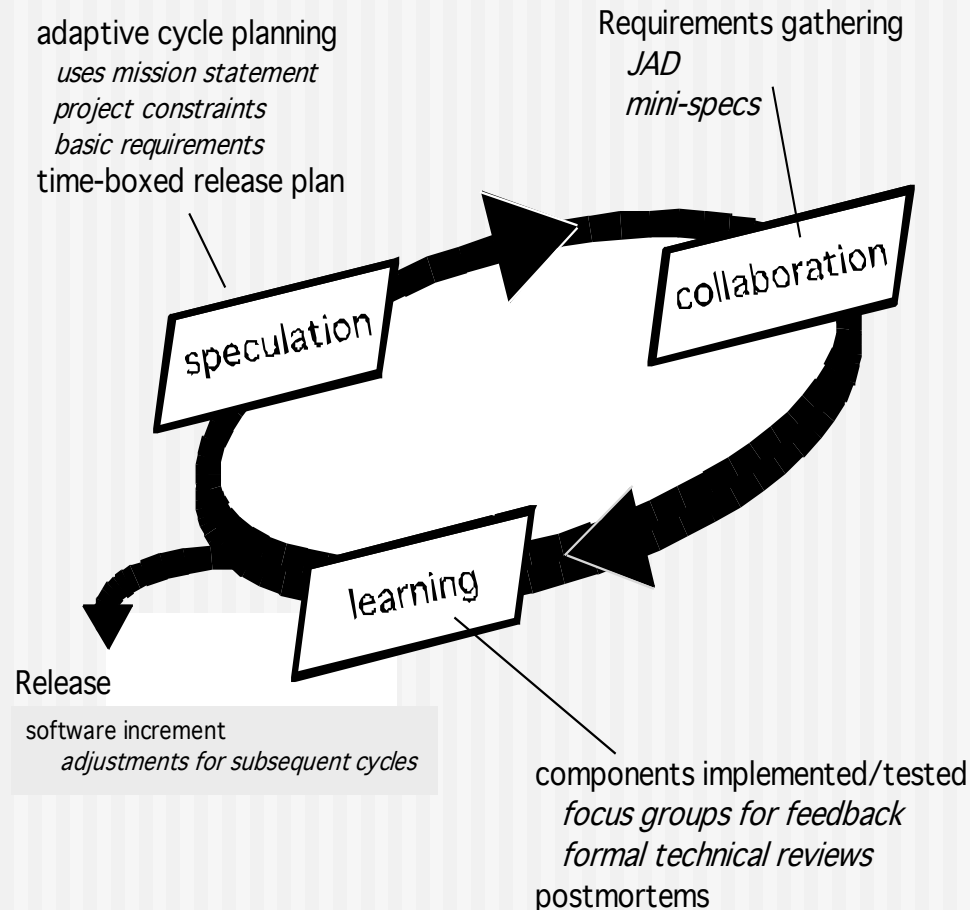 adaptive cycle planning
uses mission statement
project constraints
basic requirements
time-boxed release plan
Requirements gathering
JAD
mini-specs
speculation
collaboration
learning
Release
software increment
adjustments for subsequent cycles
components implemented/tested
focus groups for feedback
formal technical reviews
postmortems